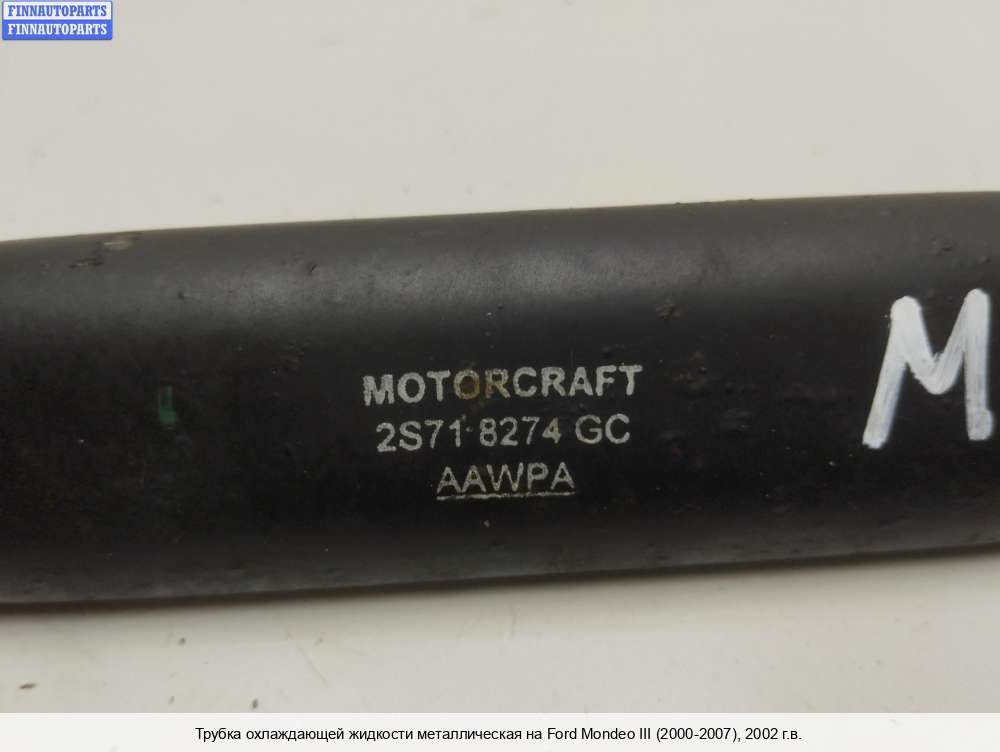 FINNAUTOPARTS
FINNAUTOPARTS
MOTORCRAFT
2S71 8274 GC
AAWPA
M
Трубка охлаждающей жидкости металлическая на Ford Mondeo III (2000-2007), 2002 г.в.